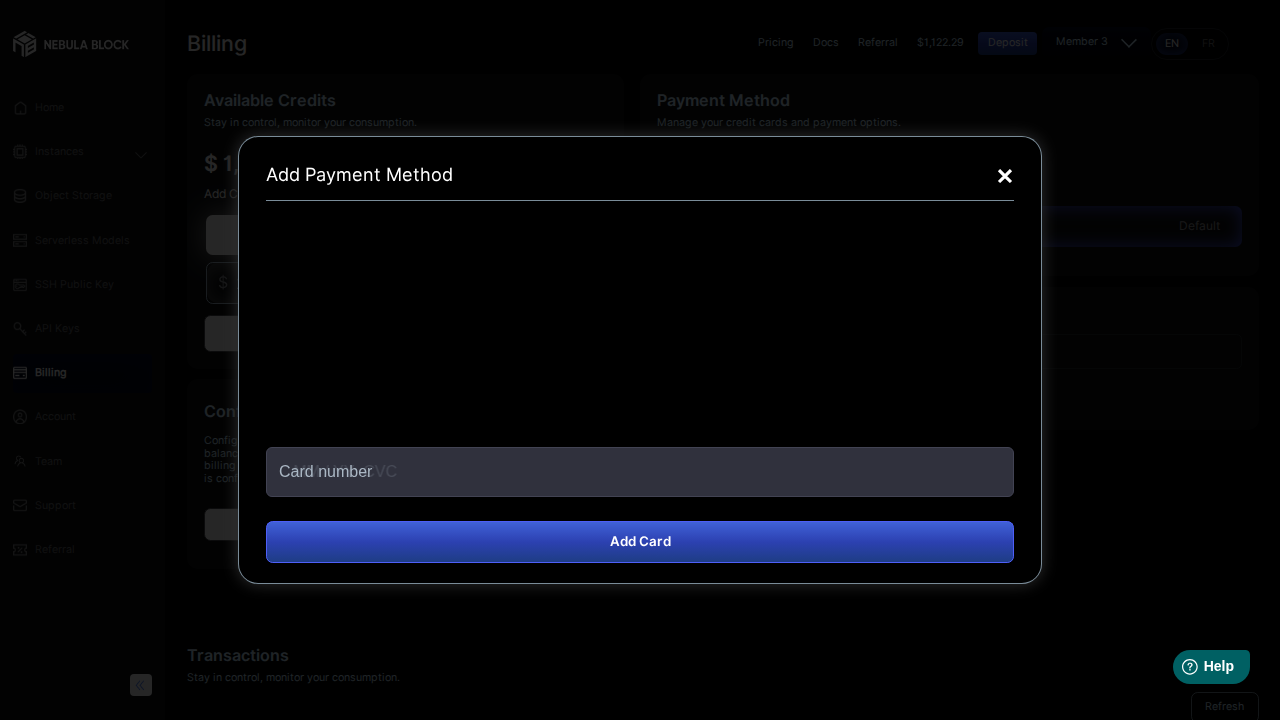 NEBULA BLOCK
Billing
Pricing
Docs
Referral
$1,122.29
Deposit
Member 3
EN
FR
Home
Instances
Object Storage
Serverless Models
SSH Public Key
API Keys
Billing
Account
Team
Support
Referral
Available Credits
Stay in control, monitor your consumption.
$ 1,
Add C
$
Payment Method
Manage your credit cards and payment options.
Default
Add Payment Method
×
Card number
CVC
Add Card
Conf
Config
balanc
billing
is conf
Transactions
Stay in control, monitor your consumption.
Help
Refresh